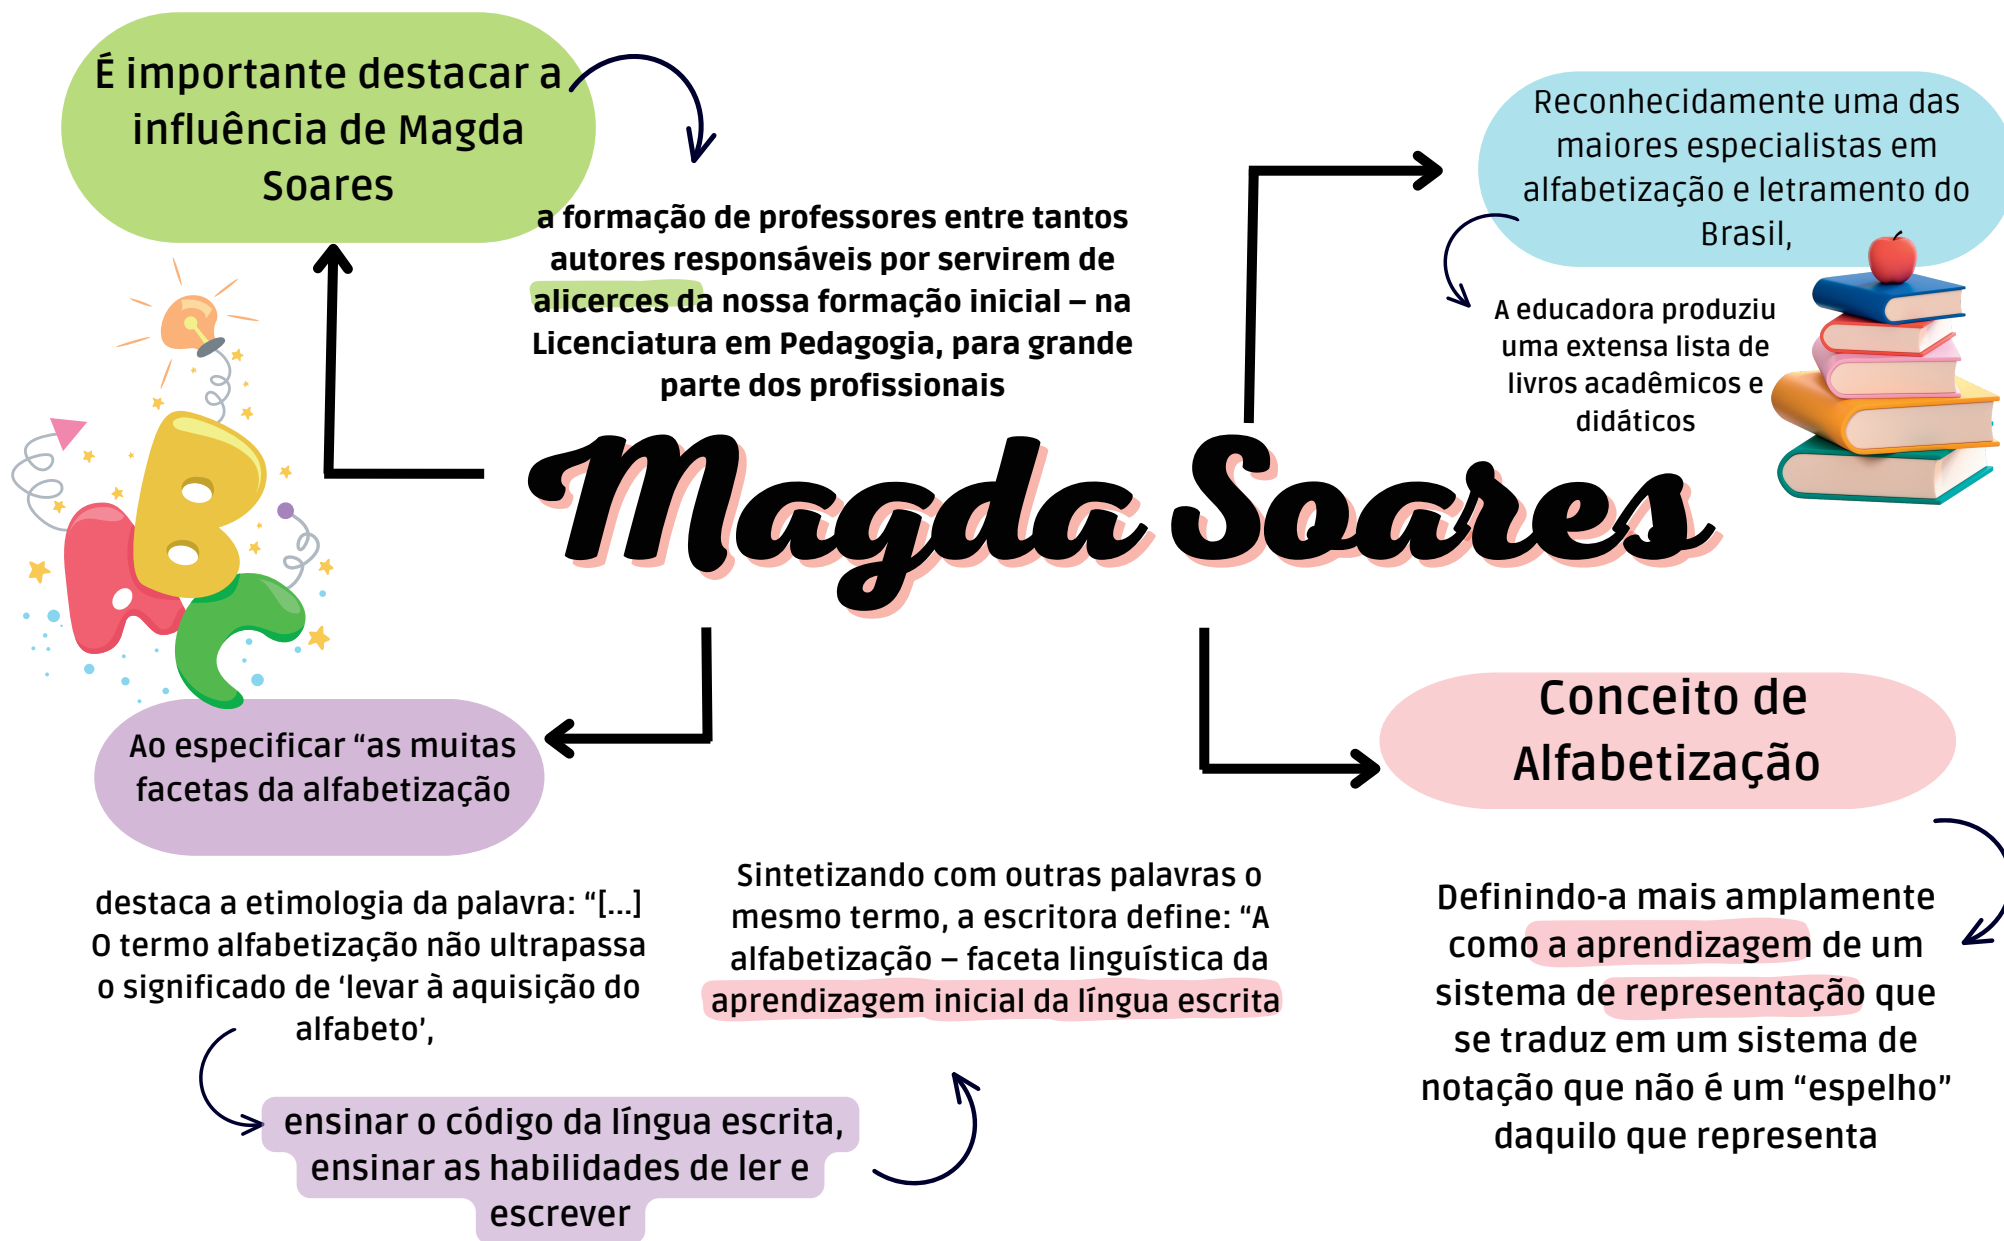 É importante destacar a
influência de Magda
Soares
a formação de professores entre tantos
autores responsáveis por servirem de
alicerces da nossa formação inicial – na
Licenciatura em Pedagogia, para grande
parte dos profissionais
Reconhecidamente uma das
maiores especialistas em
alfabetização e letramento do
Brasil,
A educadora produziu
uma extensa lista de
livros acadêmicos e
didáticos
ABC
Magda Soares
Ao especificar “as muitas
facetas da alfabetização
destaca a etimologia da palavra: “[...]
O termo alfabetização não ultrapassa
o significado de ‘levar à aquisição do
alfabeto’,
ensinar o código da língua escrita,
ensinar as habilidades de ler e
escrever
Sintetizando com outras palavras o
mesmo termo, a escritora define: “A
alfabetização – faceta linguística da
aprendizagem inicial da língua escrita
Conceito de
Alfabetização
Definindo-a mais amplamente
como a aprendizagem de um
sistema de representação que
se traduz em um sistema de
notação que não é um “espelho”
daquilo que representa